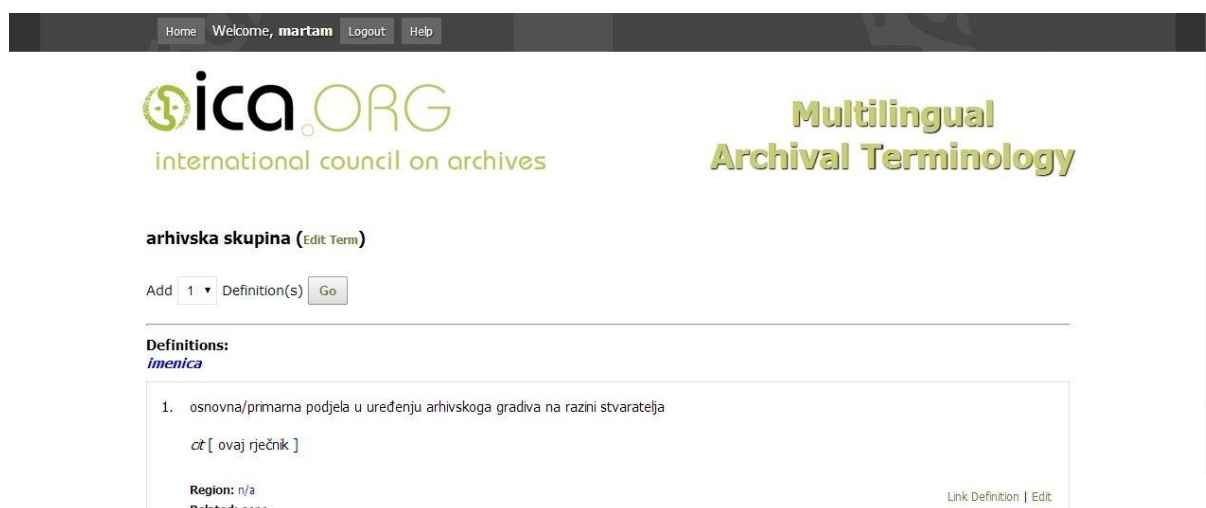 Home Welcome, martam Logout Help
ica.ORG
international council on archives
Multilingual
Archival Terminology
arhivska skupina (Edit Term)
Add 1 Definition(s) Go
Definitions:
imenica
1. osnovna/primarna podjela u uređenju arhivskoga gradiva na razini stvaratelja
cit [ ovaj rječnik ]
Region: n/a
Link Definition | Edit